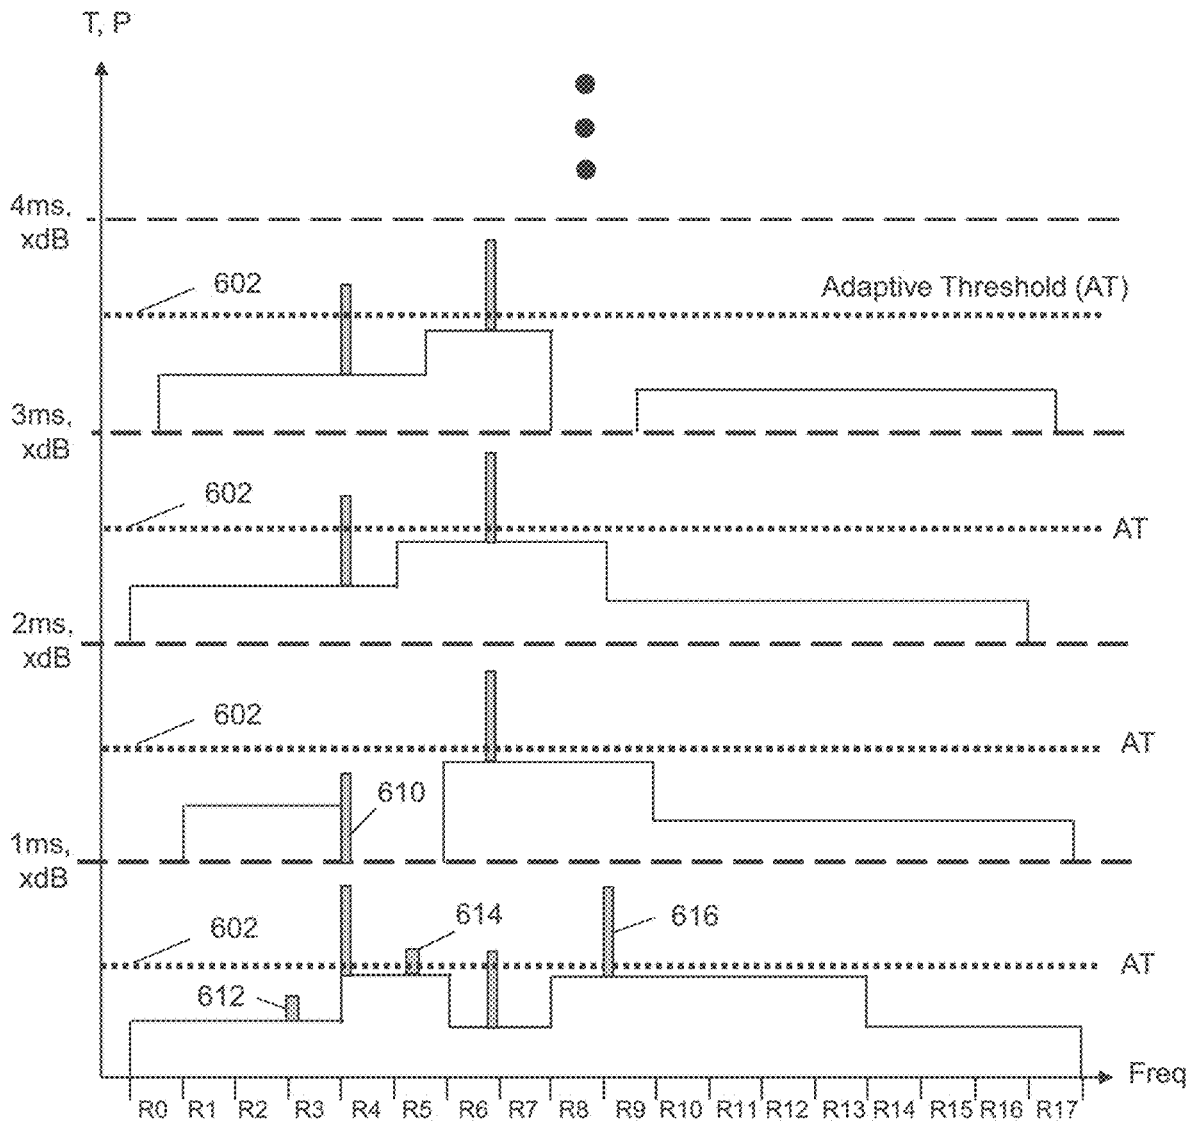 T, P
4ms,
xdB
602
Adaptive Threshold (AT)
3ms,
xdB
602
AT
2ms,
xdB
602
AT
610
1ms,
xdB
602
614
616
AT
612
Freq
R0 R1 R2 R3 R4 R5 R6 R7 R8 R9 R10 R11 R12 R13 R14 R15 R16 R17